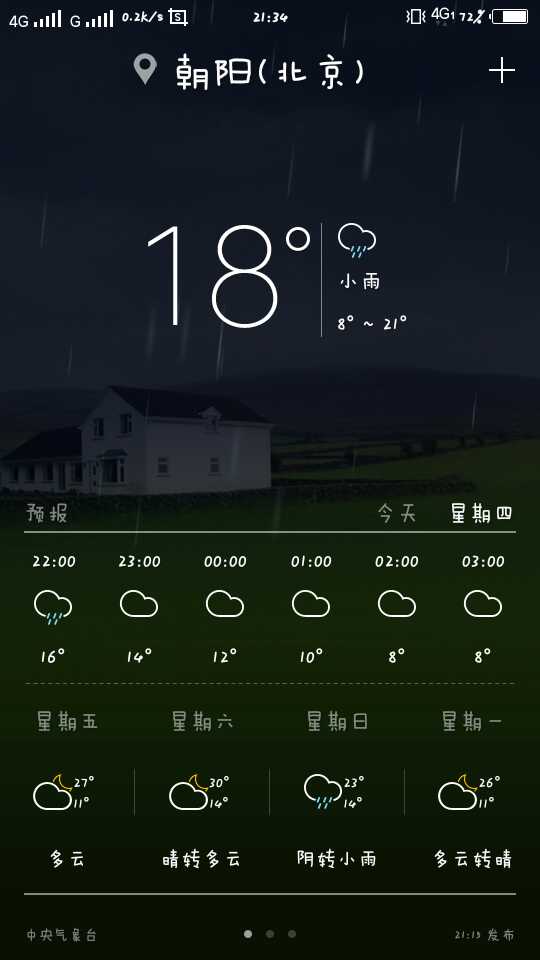 4G G 0.2k/s S 21:34 4G 72%
朝阳(北京)
18°
小雨
8° ~ 21°
预报 今天 星期四
22:00 23:00 00:00 01:00 02:00 03:00
16° 14° 12° 10° 8° 8°
星期五 星期六 星期日 星期一
27° 30° 23° 26°
11° 14° 14° 11°
多云 晴转多云 阴转小雨 多云转晴
中央气象台 21:15 发布